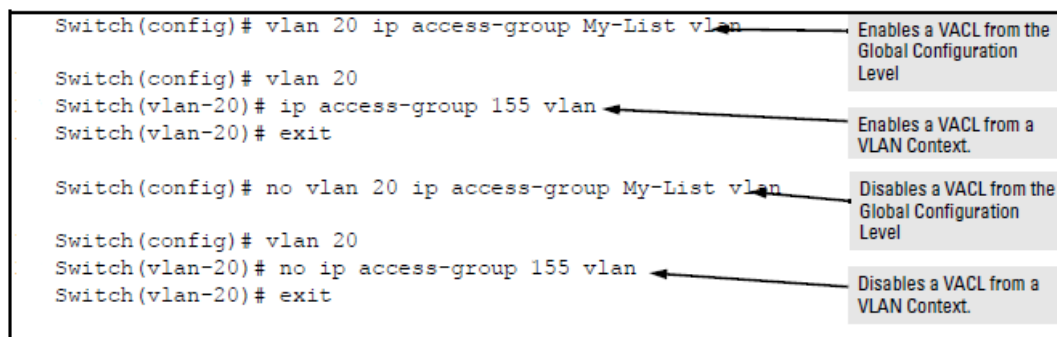 Switch(config)# vlan 20 ip access-group My-List vlan
Enables a VACL from the
Global Configuration
Level
Switch(config)# vlan 20
Switch(vlan-20)# ip access-group 155 vlan
Switch(vlan-20)# exit
Enables a VACL from a
VLAN Context.
Switch(config)# no vlan 20 ip access-group My-List vlan
Disables a VACL from the
Global Configuration
Level
Switch(config)# vlan 20
Switch(vlan-20)# no ip access-group 155 vlan
Switch(vlan-20)# exit
Disables a VACL from a
VLAN Context.